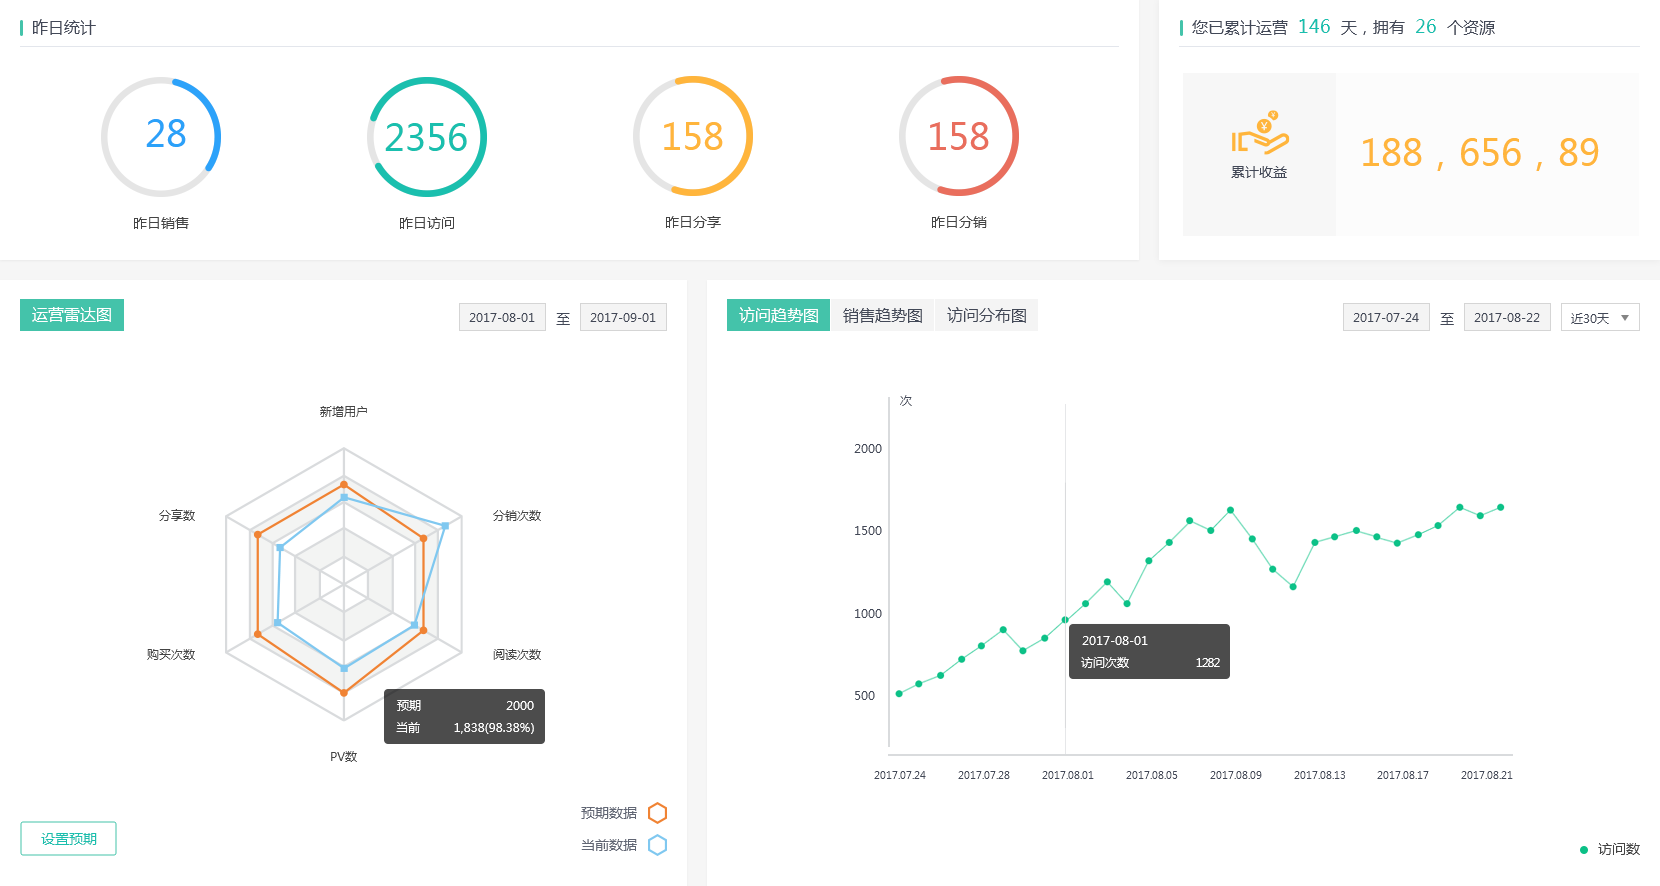 昨日统计
28
2356
158
158
昨日销售
昨日访问
昨日分享
昨日分销
您已累计运营 146 天，拥有 26 个资源
累计收益
188，656，89
运营雷达图
2017-08-01 至 2017-09-01
新增用户
分享数
分销次数
购买次数
阅读次数
PV数
预期 2000
当前 1,838(98.38%)
设置预期
预期数据
当前数据
访问趋势图 销售趋势图 访问分布图
2017-07-24 至 2017-08-22 近30天
次
2000
1500
1000
500
2017-08-01
访问次数 1282
2017.07.24 2017.07.28 2017.08.01 2017.08.05 2017.08.09 2017.08.13 2017.08.17 2017.08.21
访问数